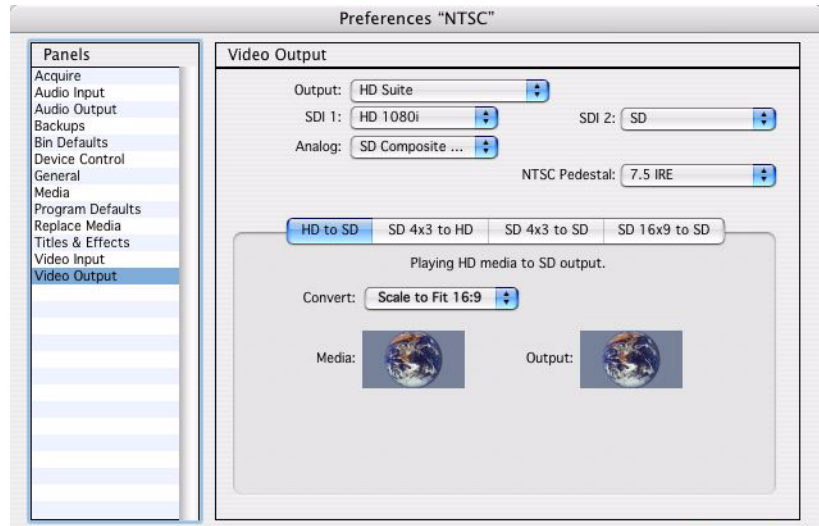 Preferences “NTSC”
Panels
Acquire
Audio Input
Audio Output
Backups
Bin Defaults
Device Control
General
Media
Program Defaults
Replace Media
Titles & Effects
Video Input
Video Output
Video Output
Output: HD Suite
SDI 1: HD 1080i SDI 2: SD
Analog: SD Composite ...
NTSC Pedestal: 7.5 IRE
HD to SD SD 4x3 to HD SD 4x3 to SD SD 16x9 to SD
Playing HD media to SD output.
Convert: Scale to Fit 16:9
Media: Output: